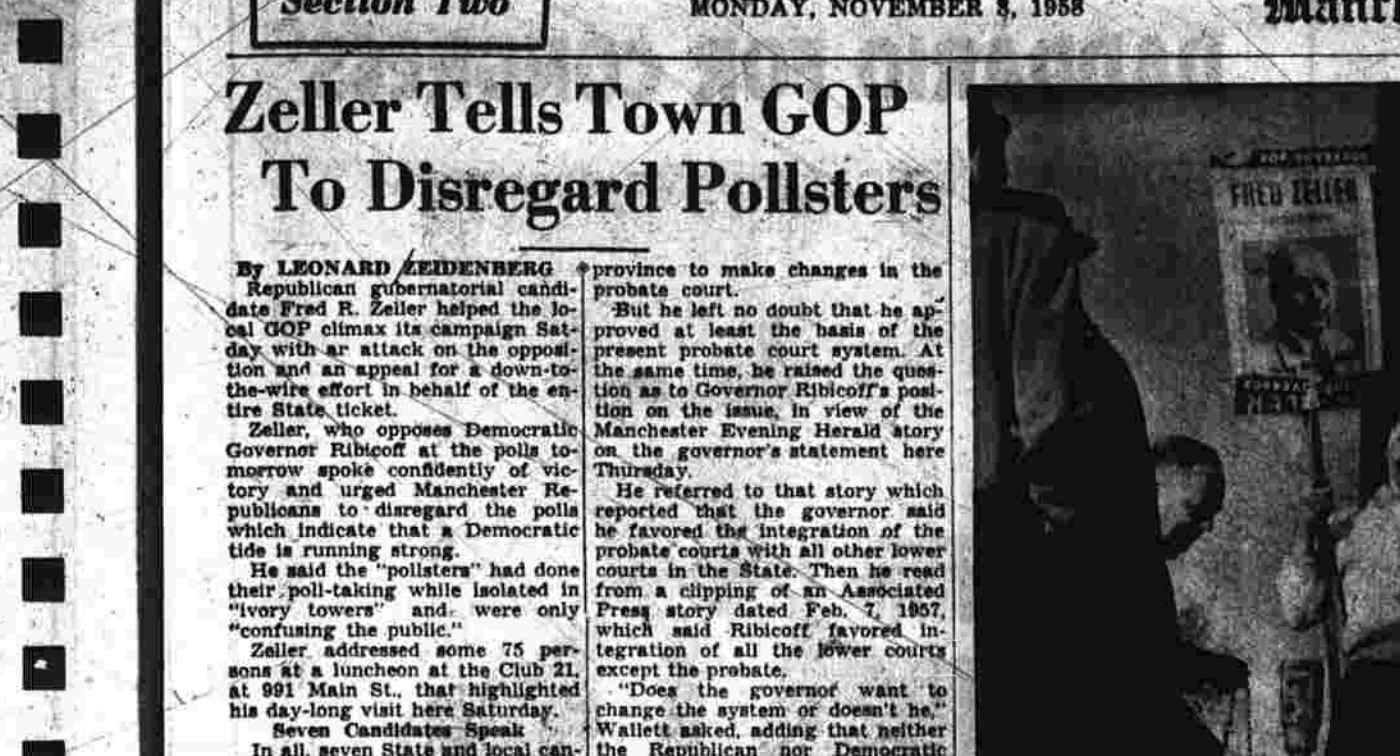 Section Two
MONDAY, NOVEMBER 3, 1958
Zeller Tells Town GOP
To Disregard Pollsters
By LEONARD ZEIDENBERG
Republican gubernatorial candi-
date Fred R. Zeller helped the lo-
cal GOP climax its campaign Sat-
day with ar attack on the opposi-
tion and an appeal for a down-to-
the-wire effort in behalf of the en-
tire State ticket.
Zeller, who opposes Democratic
Governor Ribicoff at the polls to-
morrow spoke confidently of vic-
tory and urged Manchester Re-
publicans to disregard the polls
which indicate that a Democratic
tide is running strong.
He said the "pollsters" had done
their poll-taking while isolated in
"ivory towers" and were only
"confusing the public."
Zeller addressed some 75 per-
sons at a luncheon at the Club 21,
at 991 Main St., that highlighted
his day-long visit here Saturday.
Seven Candidates Speak
In all, seven State and local can-
province to make changes in the
probate court.
But he left no doubt that he ap-
proved at least the basis of the
present probate court system. At
the same time, he raised the ques-
tion as to Governor Ribicoff's posi-
tion on the issue, in view of the
Manchester Evening Herald story
on the governor's statement here
Thursday.
He referred to that story which
reported that the governor said
he favored the integration of the
probate courts with all other lower
courts in the State. Then he read
from a clipping of an Associated
Press story dated Feb. 7, 1957,
which said Ribicoff favored in-
tegration of all the lower courts
except the probate.
"Does the governor want to
change the system or doesn't he,"
Wallett asked, adding that neither
the Republican nor Democratic
FRED ZELLER